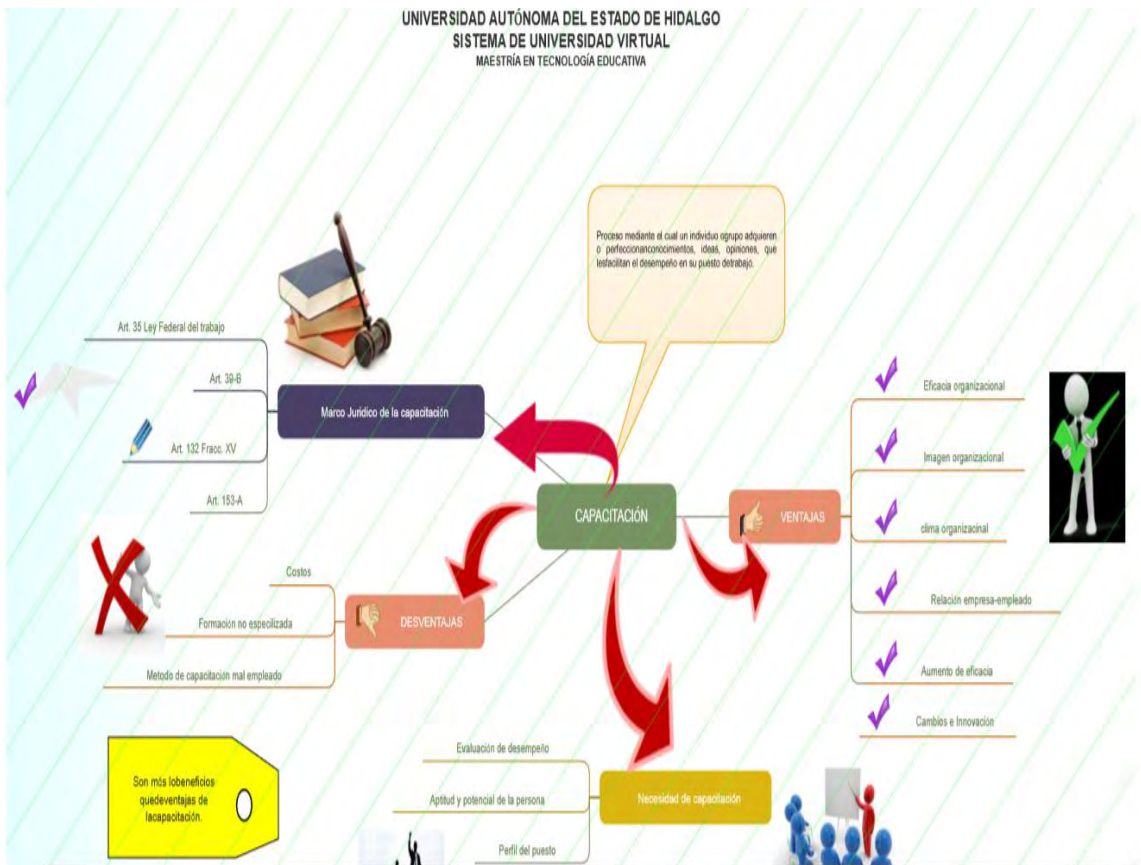 UNIVERSIDAD AUTÓNOMA DEL ESTADO DE HIDALGO
SISTEMA DE UNIVERSIDAD VIRTUAL
MAESTRÍA EN TECNOLOGÍA EDUCATIVA
Proceso mediante el cual un individuo ogrupo adquieren
o perfeccionanconocimientos, ideas, opiniones, que
lesfacilitan el desempeño en su puesto detrabajo.
Art. 35 Ley Federal del trabajo
Art. 39-B
Art. 132 Fracc. XV
Art. 153-A
Marco Jurídico de la capacitación
CAPACITACIÓN
VENTAJAS
Eficacia organizacional
Imagen organizacional
clima organizacinal
Relación empresa-empleado
Aumento de eficacia
Cambios e Innovación
DESVENTAJAS
Costos
Formación no especilizada
Metodo de capacitación mal empleado
Necesidad de capacitación
Evaluación de desempeño
Aptitud y potencial de la persona
Perfil del puesto
Son más lobeneficios
quedeventajas de
lacapacitación.